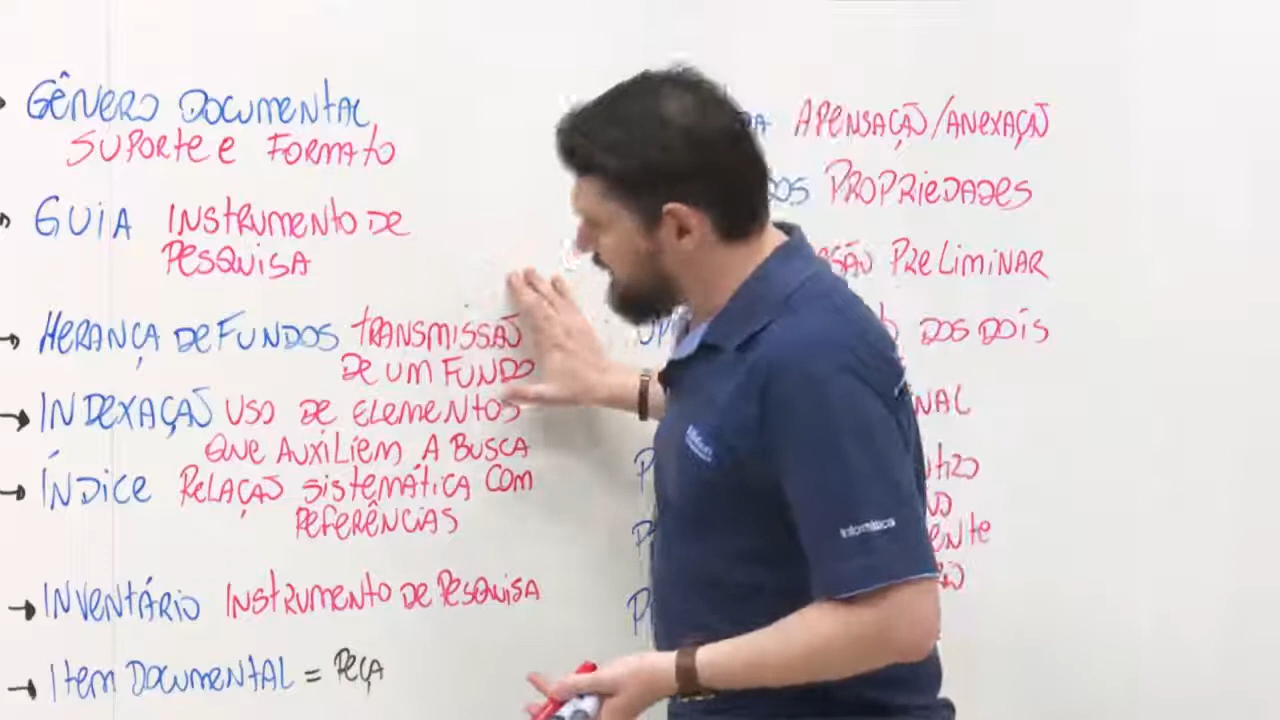 GÊNERO DOCUMENTAL
SUPORTE E FORMATO
GUIA INSTRUMENTO DE
PESQUISA
HERANÇA DE FUNDOS TRANSMISSÃO
DE UM FUNDO
INDEXAÇÃO USO DE ELEMENTOS
QUE AUXILIEM A BUSCA
ÍNDICE RELAÇÃO SISTEMÁTICA COM
REFERÊNCIAS
INVENTÁRIO INSTRUMENTO DE PESQUISA
ITEM DOCUMENTAL = PEÇA
APENSAÇÃO/ANEXAÇÃO
PROPRIEDADES
PRELIMINAR
DOS DOIS
Informática